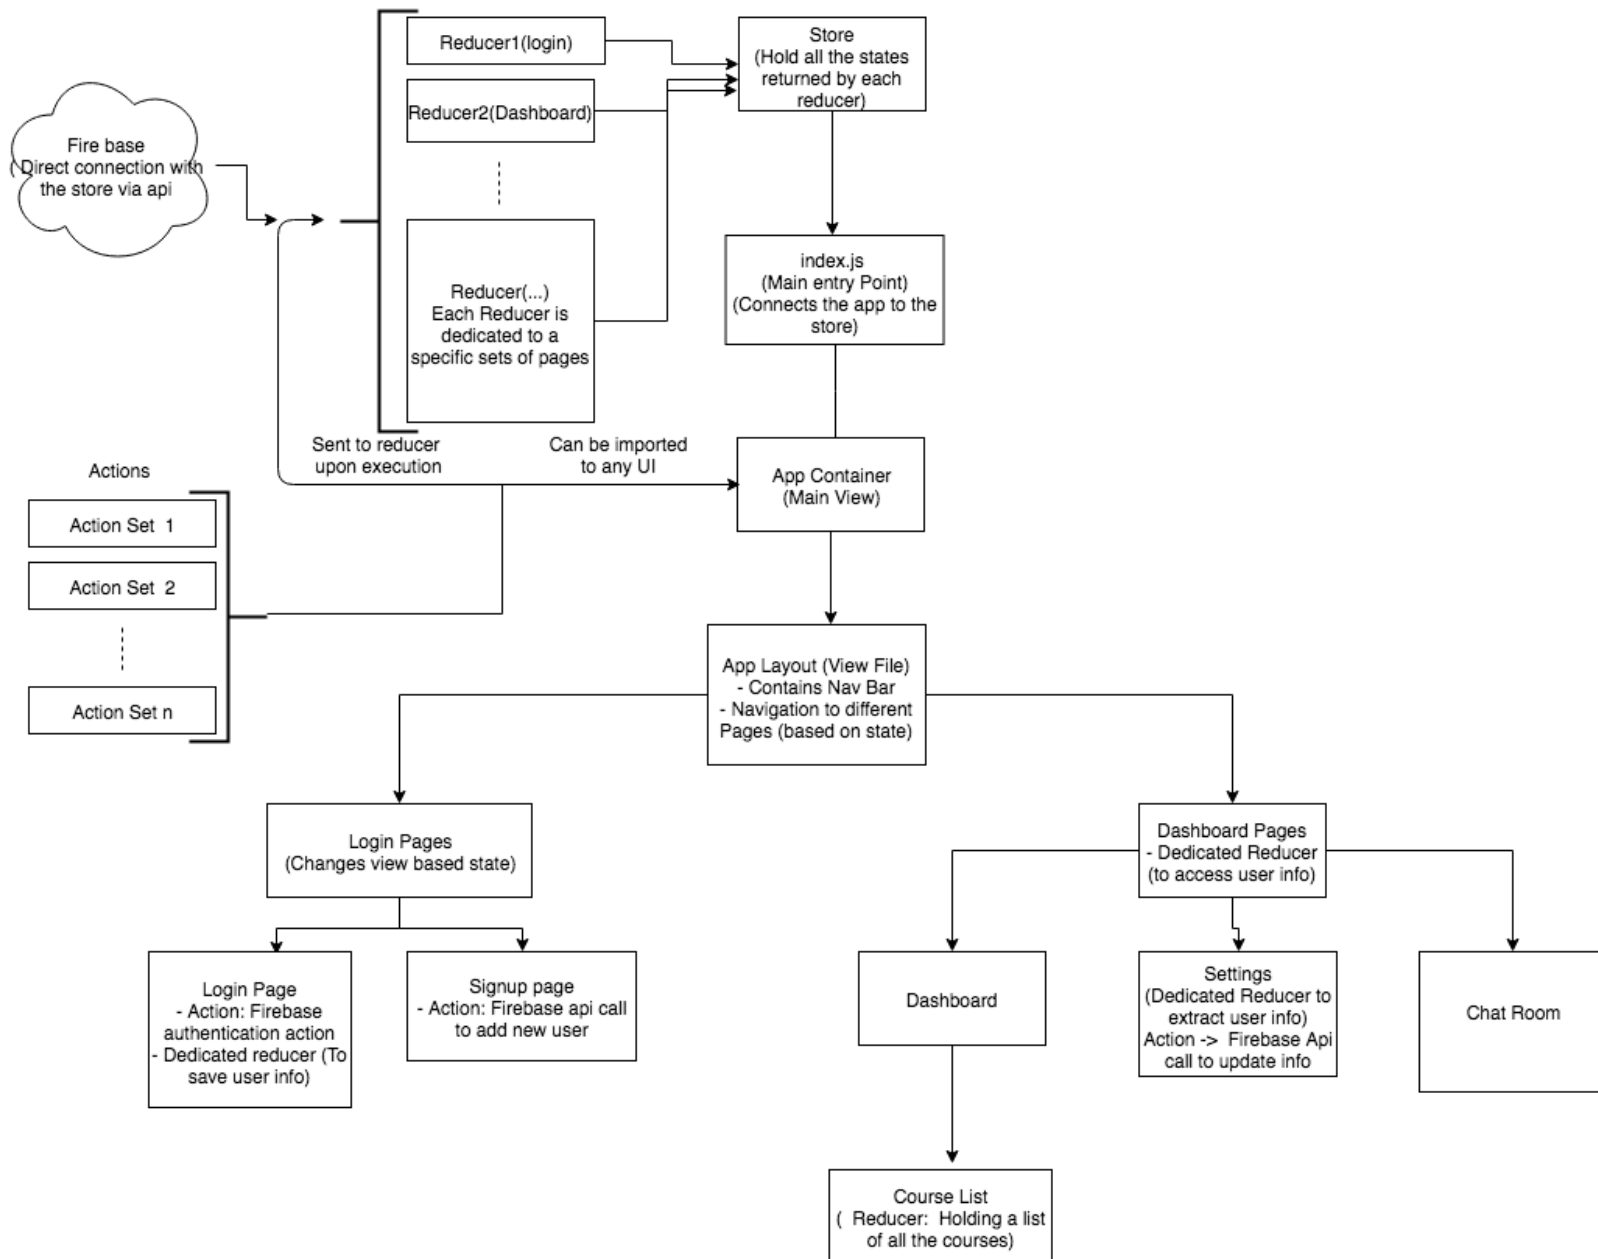 Reducer1(login)
Store
(Hold all the states
returned by each
reducer)
Reducer2(Dashboard)
Fire base
( Direct connection with
the store via api
Reducer(...)
Each Reducer is
dedicated to a
specific sets of pages
index.js
(Main entry Point)
(Connects the app to the
store)
Sent to reducer
upon execution
Can be imported
to any UI
Actions
Action Set 1
Action Set 2
Action Set n
App Container
(Main View)
App Layout (View File)
- Contains Nav Bar
- Navigation to different
Pages (based on state)
Login Pages
(Changes view based state)
Dashboard Pages
- Dedicated Reducer
(to access user info)
Login Page
- Action: Firebase
authentication action
- Dedicated reducer (To
save user info)
Signup page
- Action: Firebase api call
to add new user
Dashboard
Settings
(Dedicated Reducer to
extract user info)
Action -> Firebase Api
call to update info
Chat Room
Course List
( Reducer: Holding a list
of all the courses)